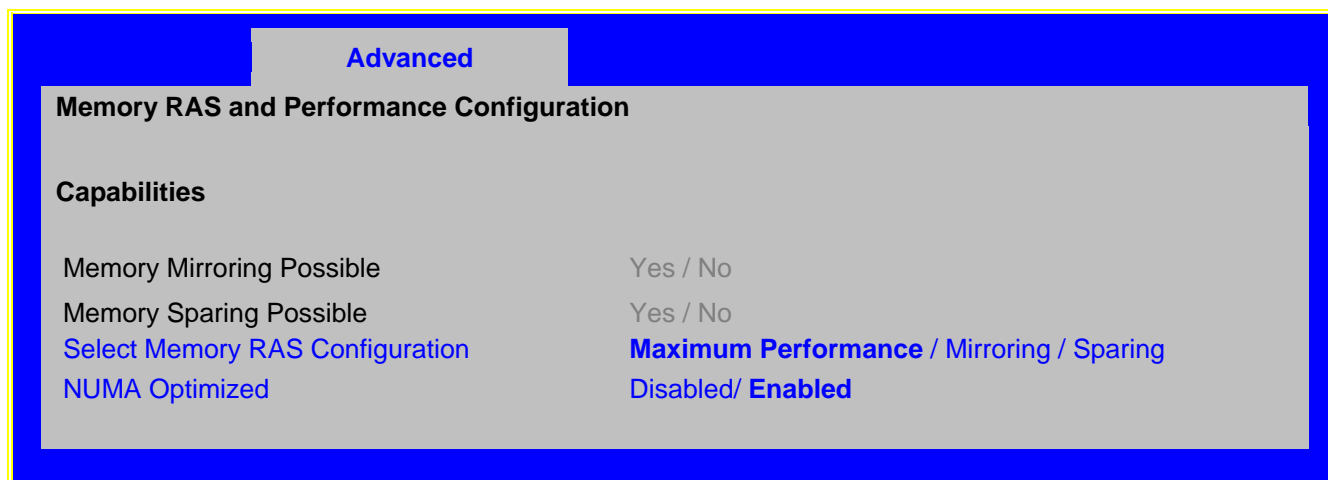 Advanced
Memory RAS and Performance Configuration
Capabilities
Memory Mirroring Possible Yes / No
Memory Sparing Possible Yes / No
Select Memory RAS Configuration Maximum Performance / Mirroring / Sparing
NUMA Optimized Disabled/ Enabled